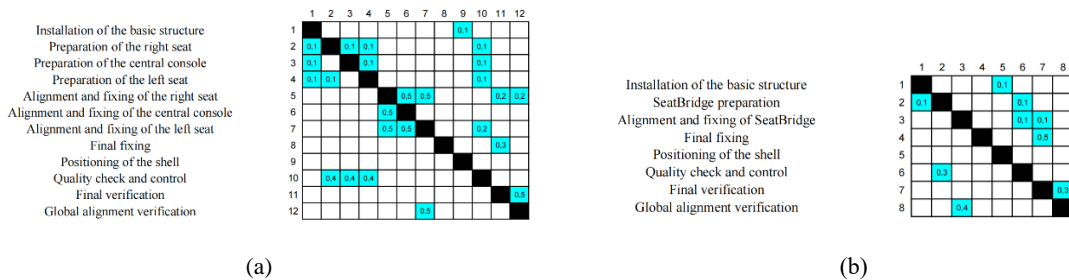 1 2 3 4 5 6 7 8 9 10 11 12
Installation of the basic structure 1 0,1
Preparation of the right seat 2 0,1 0,1 0,1 0,1
Preparation of the central console 3 0,1 0,1 0,1
Preparation of the left seat 4 0,1 0,1 0,1
Alignment and fixing of the right seat 5 0,5 0,5 0,2 0,2
Alignment and fixing of the central console 6 0,5
Alignment and fixing of the left seat 7 0,5 0,5 0,2
Final fixing 8 0,3
Positioning of the shell 9
Quality check and control 10 0,4 0,4 0,4
Final verification 11 0,5
Global alignment verification 12 0,5
(a)
1 2 3 4 5 6 7 8
Installation of the basic structure 1 0,1
SeatBridge preparation 2 0,1 0,1
Alignment and fixing of SeatBridge 3 0,1 0,1
Final fixing 4 0,5
Positioning of the shell 5
Quality check and control 6 0,3
Final verification 7 0,3
Global alignment verification 8 0,4
(b)